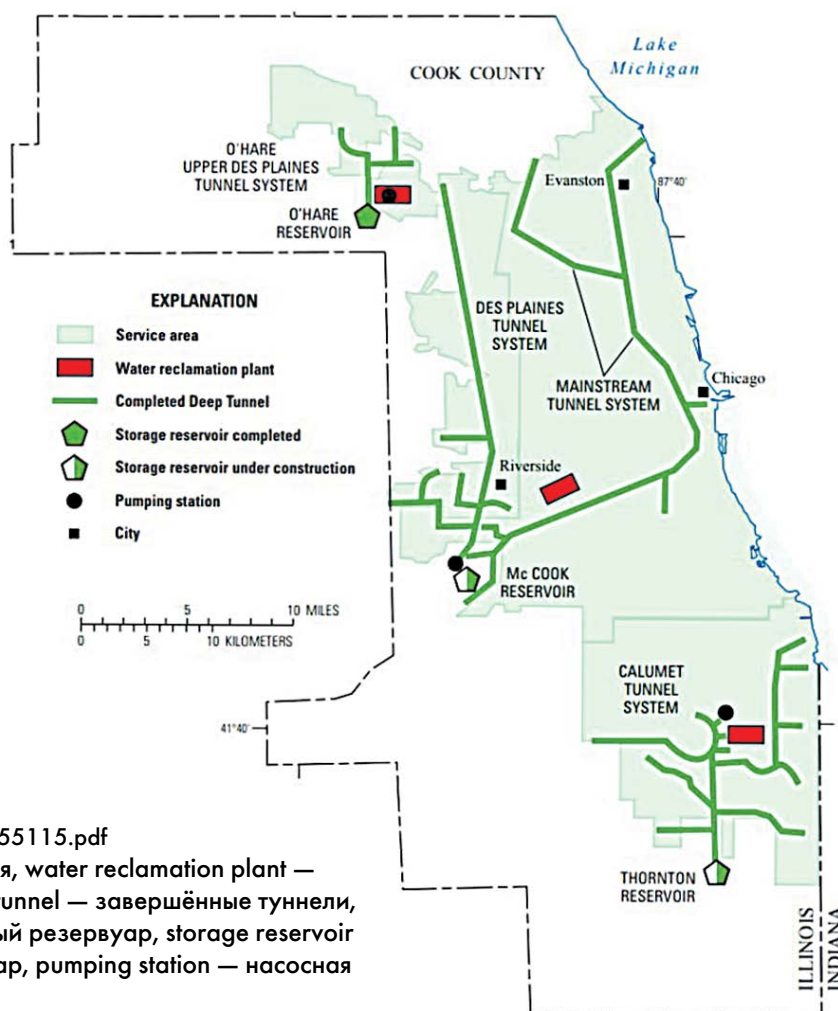 Lake
Michigan
COOK COUNTY
O'HARE
UPPER DES PLAINES
TUNNEL SYSTEM
O'HARE
RESERVOIR
Evanston
87°40'
EXPLANATION
Service area
Water reclamation plant
Completed Deep Tunnel
Storage reservoir completed
Storage reservoir under construction
Pumping station
City
DES PLAINES
TUNNEL
SYSTEM
MAINSTREAM
TUNNEL SYSTEM
Chicago
Riverside
Mc COOK
RESERVOIR
0 5 10 MILES
0 5 10 KILOMETERS
CALUMET
TUNNEL
SYSTEM
41°40'
THORNTON
RESERVOIR
ILLINOIS
INDIANA
55115.pdf
я, water reclamation plant —
tunnel — завершённые туннели,
ый резервуар, storage reservoir
ар, pumping station — насосная